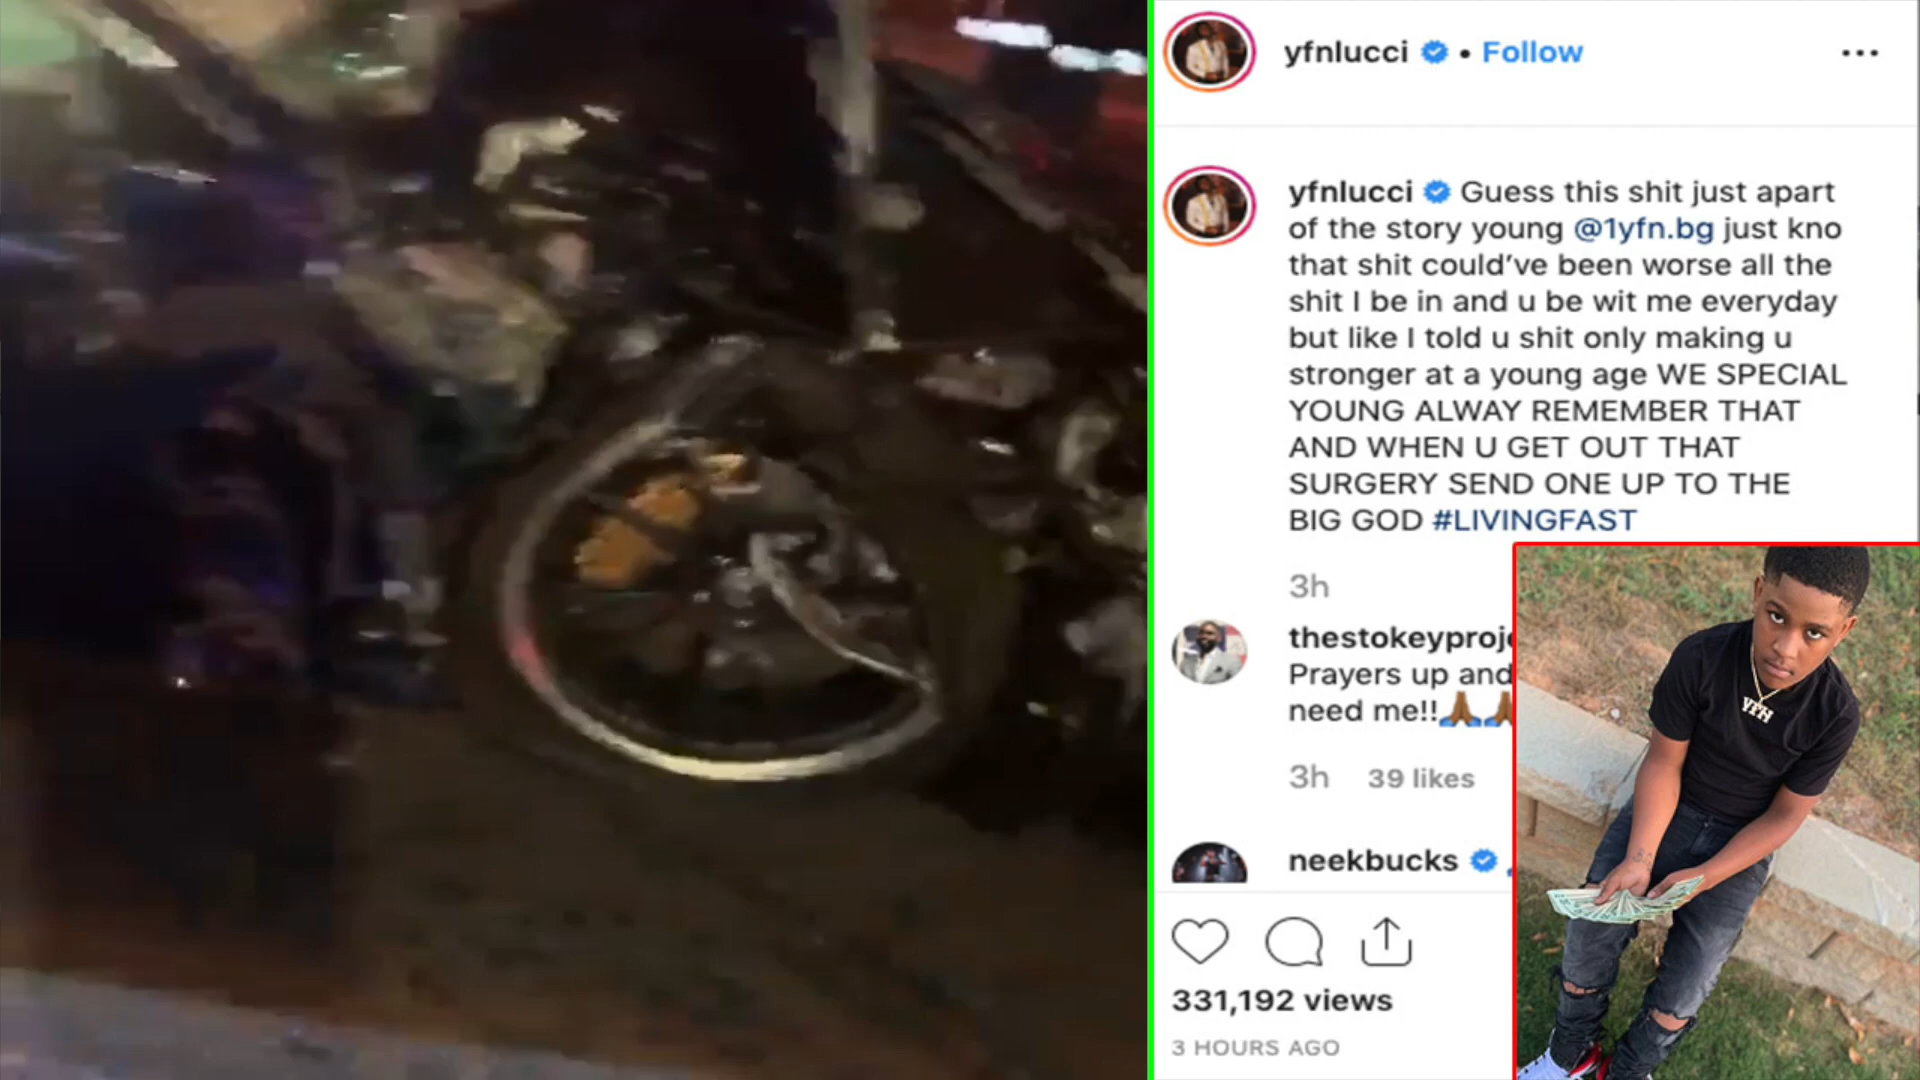 yfnlucci • Follow
yfnlucci Guess this shit just apart
of the story young @1yfn.bg just kno
that shit could've been worse all the
shit I be in and u be wit me everyday
but like I told u shit only making u
stronger at a young age WE SPECIAL
YOUNG ALWAY REMEMBER THAT
AND WHEN U GET OUT THAT
SURGERY SEND ONE UP TO THE
BIG GOD #LIVINGFAST
3h
thestokeyproje
Prayers up and
need me!!🙏🏾🙏🏾
3h 39 likes
neekbucks
331,192 views
3 HOURS AGO
YFN